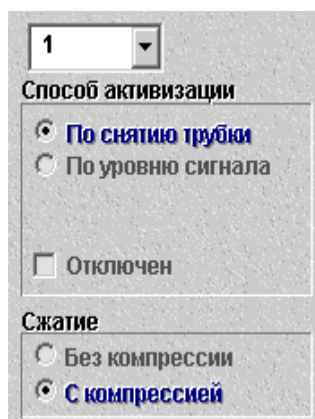 1
Способ активизации
По снятию трубки
По уровню сигнала
Отключен
Сжатие
Без компрессии
С компрессией